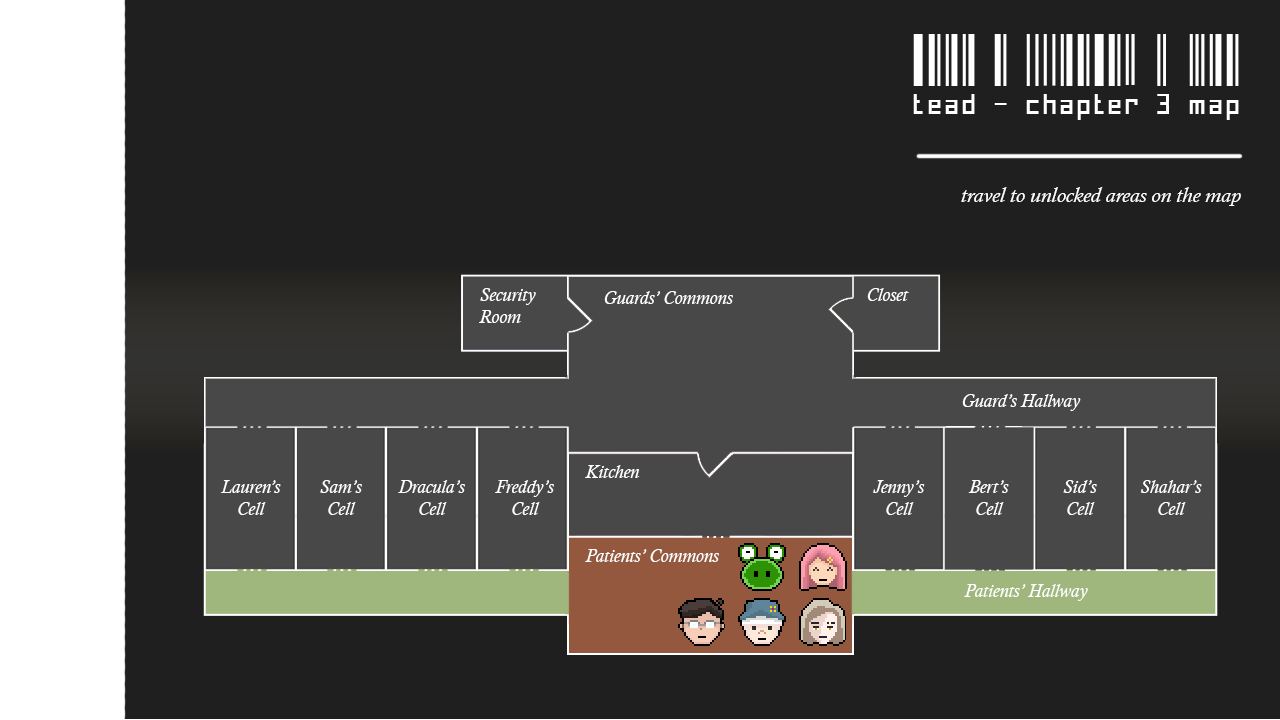 tead - chapter 3 map
travel to unlocked areas on the map
Security
Room
Guards' Commons
Closet
Guard's Hallway
Lauren's
Cell
Sam's
Cell
Dracula's
Cell
Freddy's
Cell
Kitchen
Jenny's
Cell
Bert's
Cell
Sid's
Cell
Shahar's
Cell
Patients' Commons
Patients' Hallway